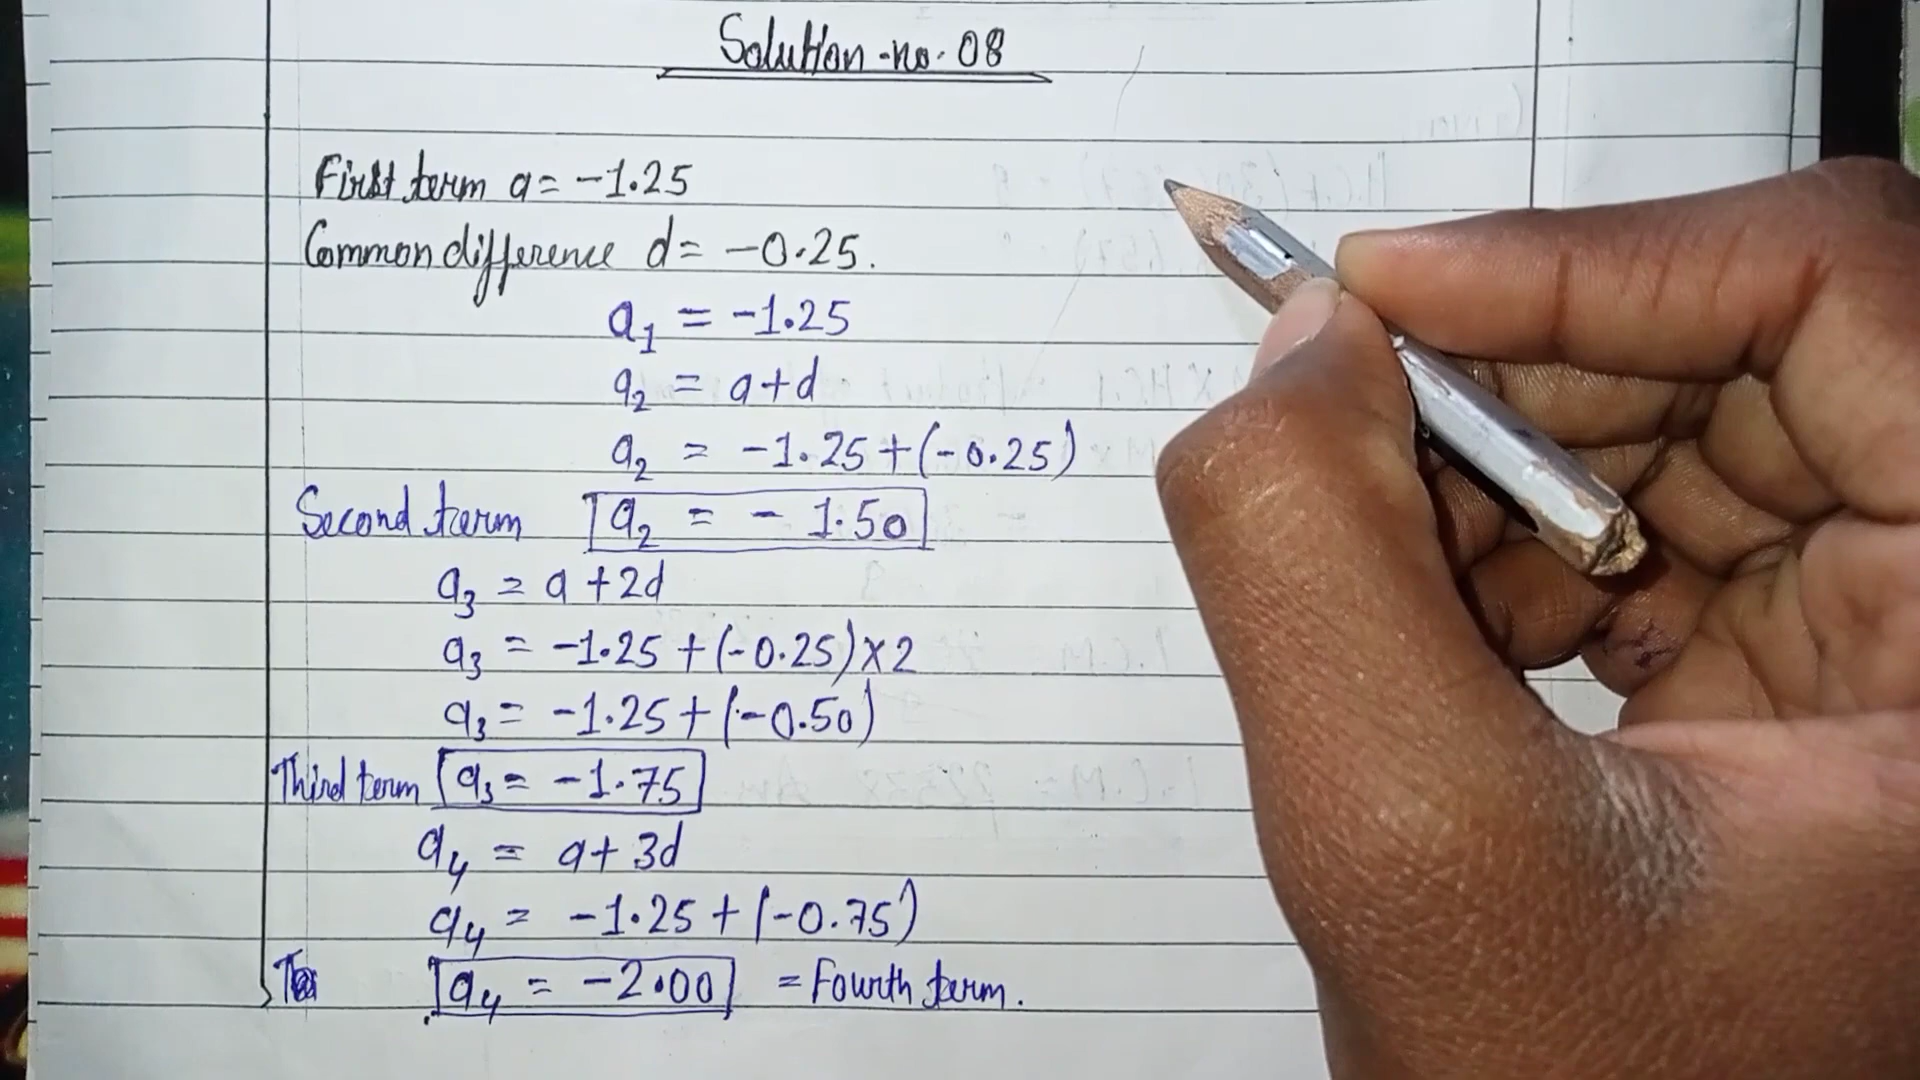 Solution -no. 08
First term a = -1.25
Common difference d = -0.25.
a₁ = -1.25
a₂ = a+d
a₂ = -1.25+(-0.25)
Second term a₂ = - 1.50
a₃ = a +2d
a₃ = -1.25 +(-0.25)×2
a₃ = -1.25+(-0.50)
Third term a₃ = -1.75
a₄ = a+ 3d
a₄ = -1.25 + (-0.75)
a₄ = -2.00 = Fourth term.